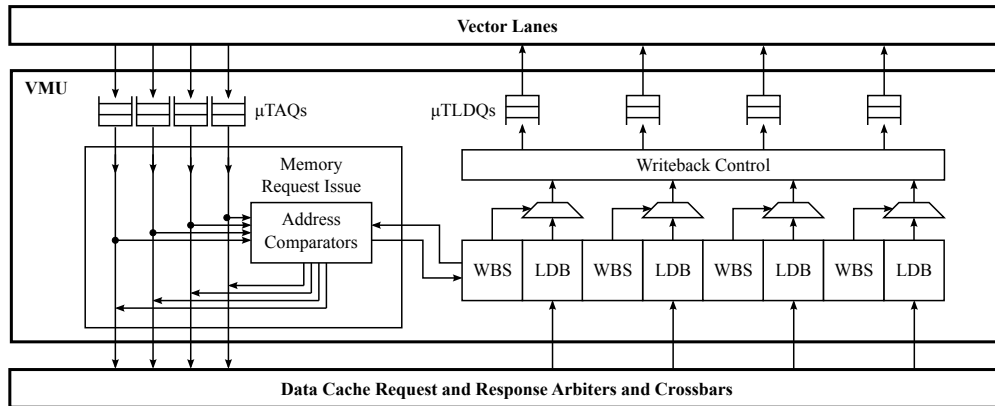 Vector Lanes
VMU
μTAQs
μTLDQs
Writeback Control
Memory
Request Issue
Address
Comparators
WBS LDB WBS LDB WBS LDB WBS LDB
Data Cache Request and Response Arbiters and Crossbars